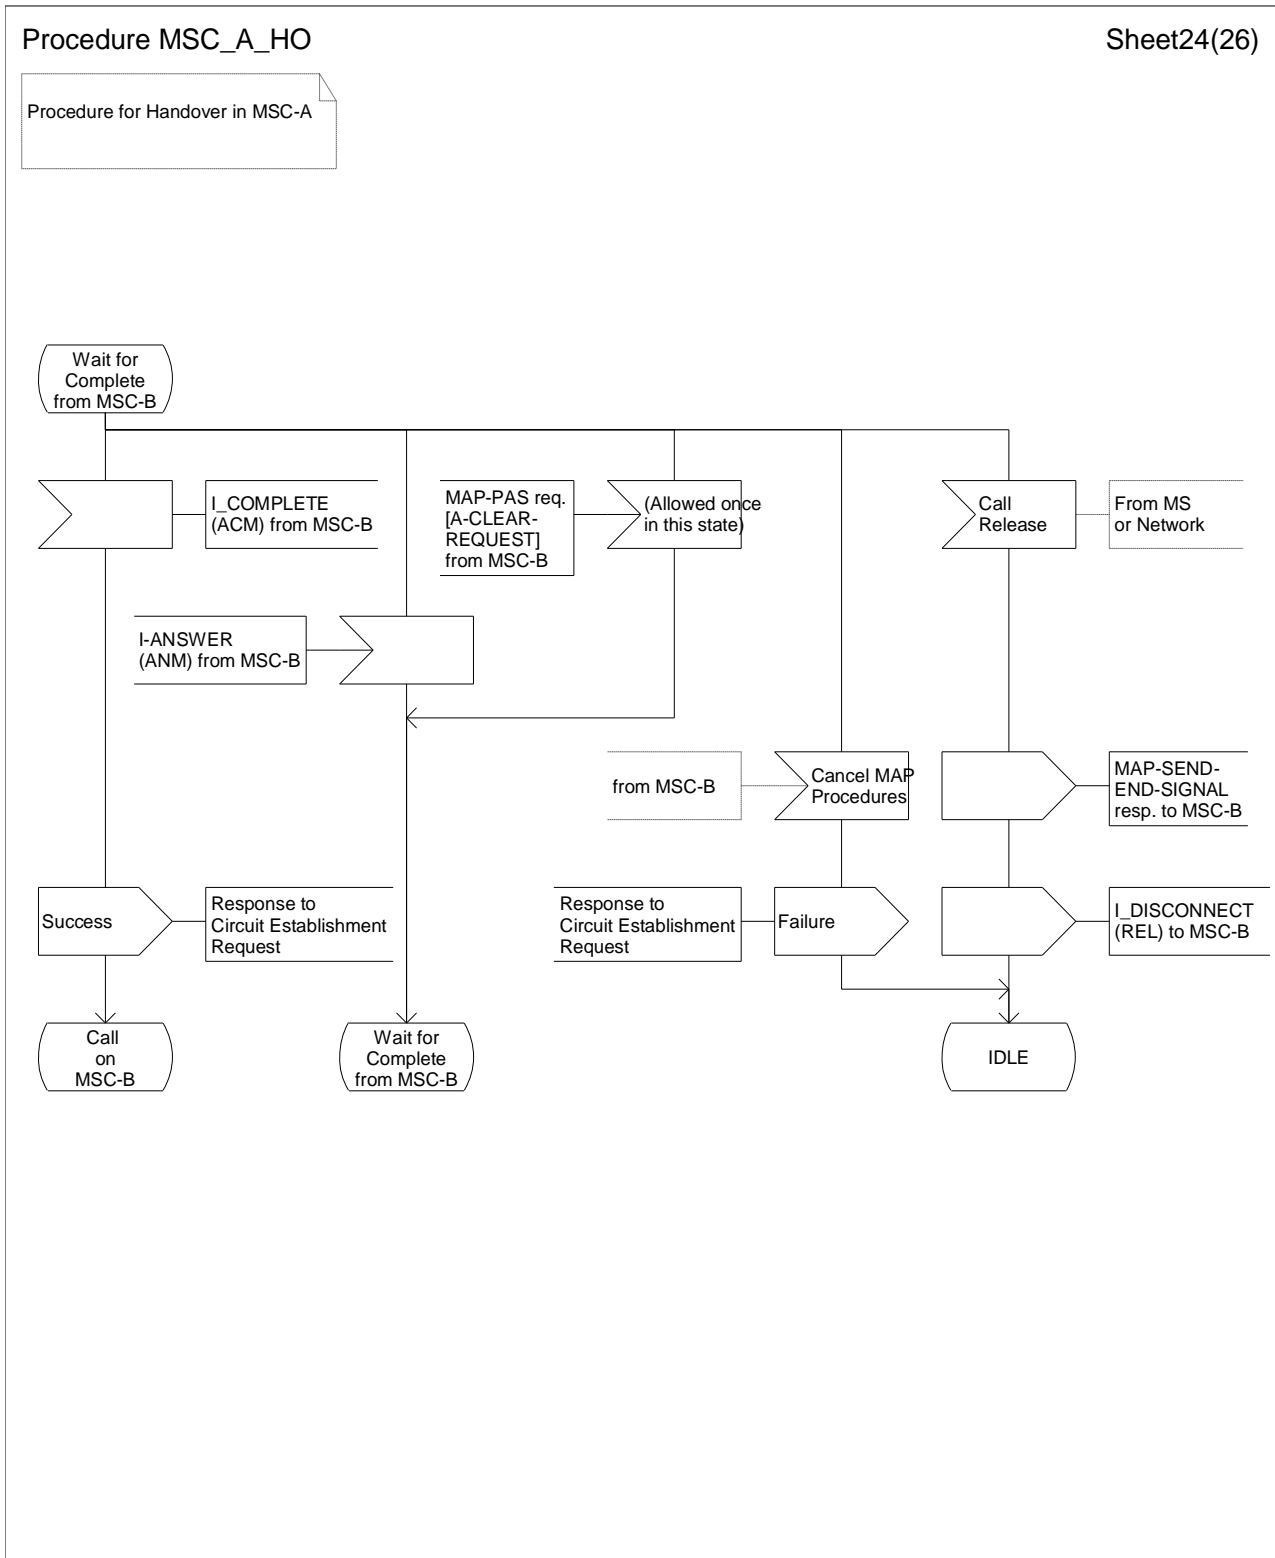 Procedure MSC_A_HO
Sheet24(26)
Procedure for Handover in MSC-A
Wait for
Complete
from MSC-B
I_COMPLETE
(ACM) from MSC-B
MAP-PAS req.
[A-CLEAR-
REQUEST]
from MSC-B
(Allowed once
in this state)
Call
Release
From MS
or Network
I-ANSWER
(ANM) from MSC-B
from MSC-B
Cancel MAP
Procedures
MAP-SEND-
END-SIGNAL
resp. to MSC-B
Success
Response to
Circuit Establishment
Request
Response to
Circuit Establishment
Request
Failure
I_DISCONNECT
(REL) to MSC-B
Call
on
MSC-B
Wait for
Complete
from MSC-B
IDLE